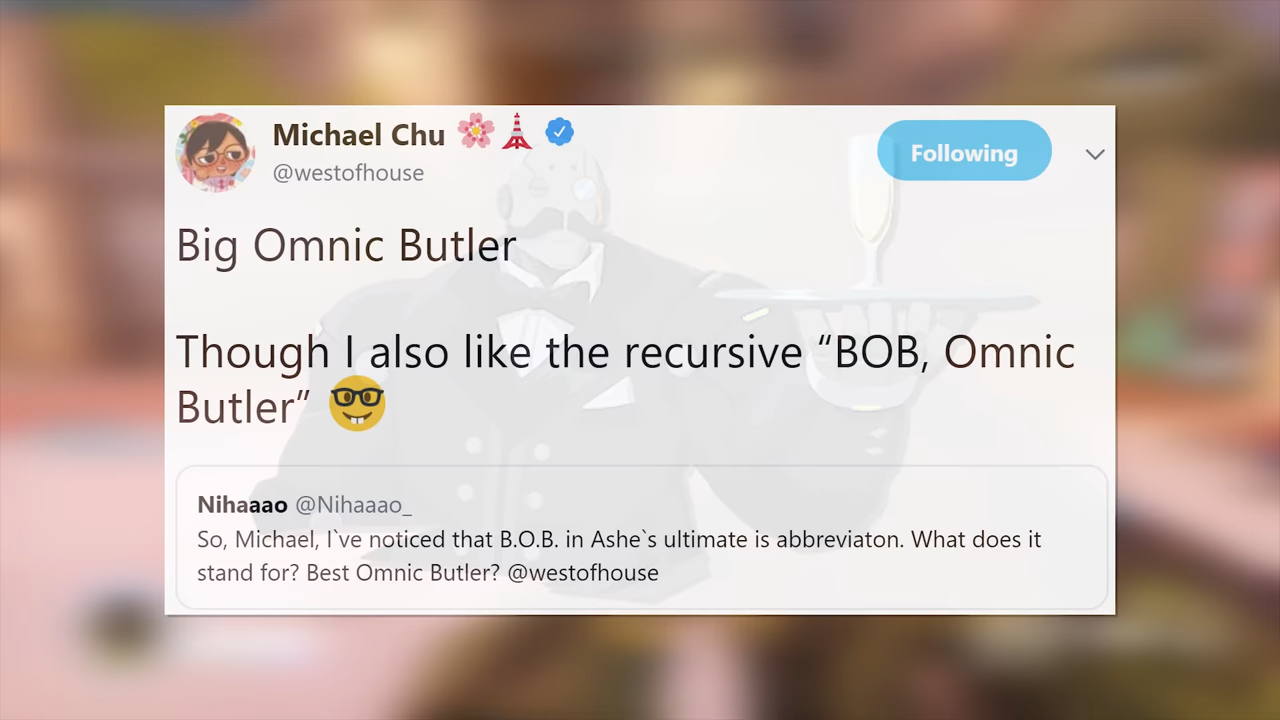 Michael Chu 🌸🗼
@westofhouse
Following
Big Omnic Butler
Though I also like the recursive “BOB, Omnic
Butler” 🤓
Nihaaao @Nihaaao_
So, Michael, I`ve noticed that B.O.B. in Ashe`s ultimate is abbreviaton. What does it
stand for? Best Omnic Butler? @westofhouse